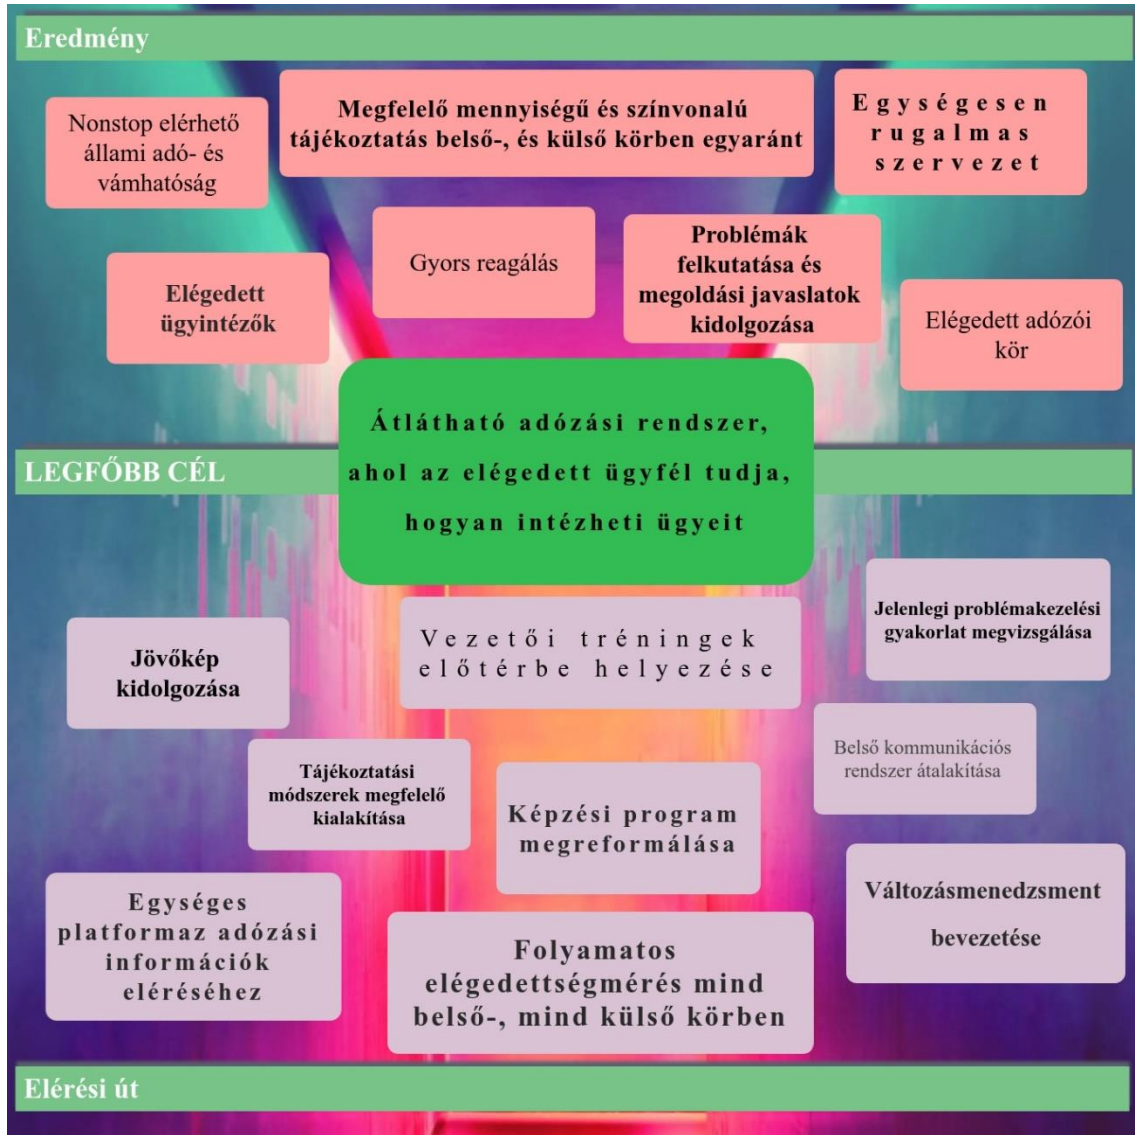 Eredmény
Nonstop elérhető
állami adó- és
vámhatóság
Megfelelő mennyiségű és színvonalú
tájékoztatás belső-, és külső körben egyaránt
Egységesen
rugalmas
szervezet
Elégedett
ügyintézők
Gyors reagálás
Problémák
felkutatása és
megoldási javaslatok
kidolgozása
Elégedett adózói
kör
Átlátható adózási rendszer,
ahol az elégedett ügyfél tudja,
hogyan intézheti ügyeit
LEGFŐBB CÉL
Jövőkép
kidolgozása
Vezetői tréningek
előtérbe helyezése
Jelenlegi problémakezelési
gyakorlat megvizsgálása
Tájékoztatási
módszerek megfelelő
kialakítása
Képzési program
megreformálása
Belső kommunikációs
rendszer átalakítása
Egységes
platformaz adózási
információk
eléréséhez
Folyamatos
elégedettségmérés mind
belső-, mind külső körben
Változásmenedzsment
bevezetése
Elérési út